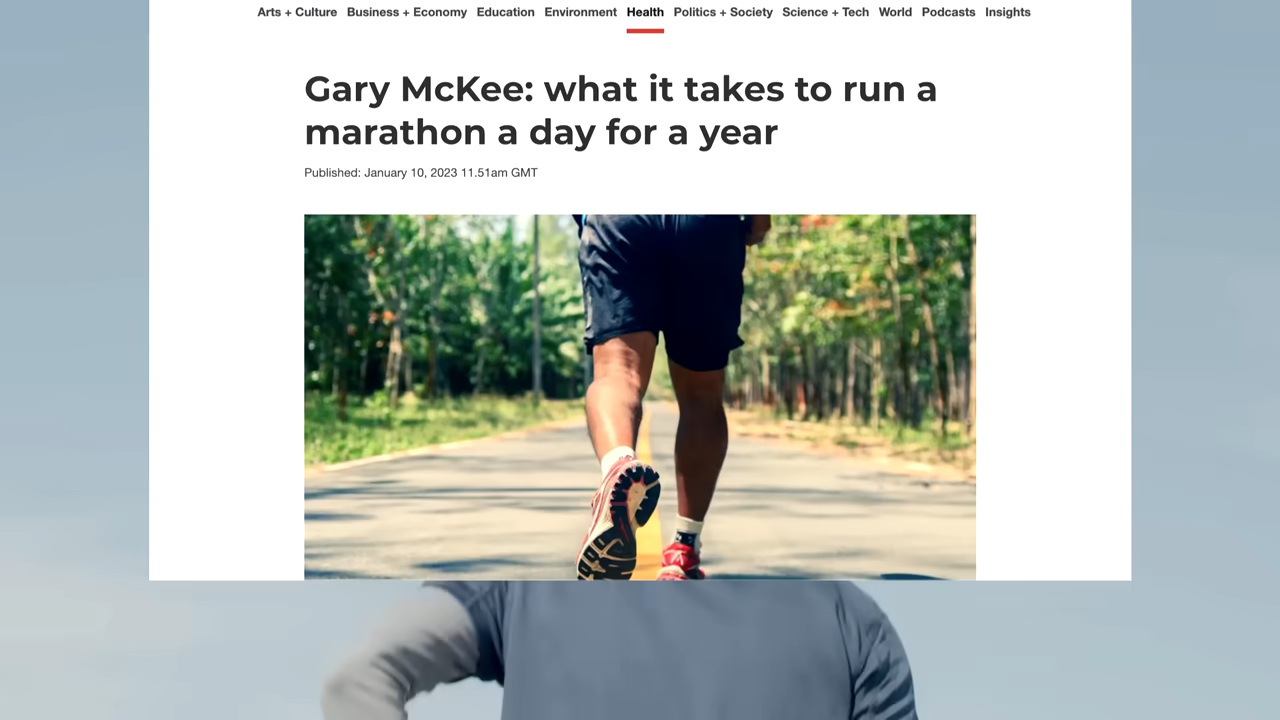 Arts + Culture Business + Economy Education Environment Health Politics + Society Science + Tech World Podcasts Insights
Gary McKee: what it takes to run a
marathon a day for a year
Published: January 10, 2023 11.51am GMT